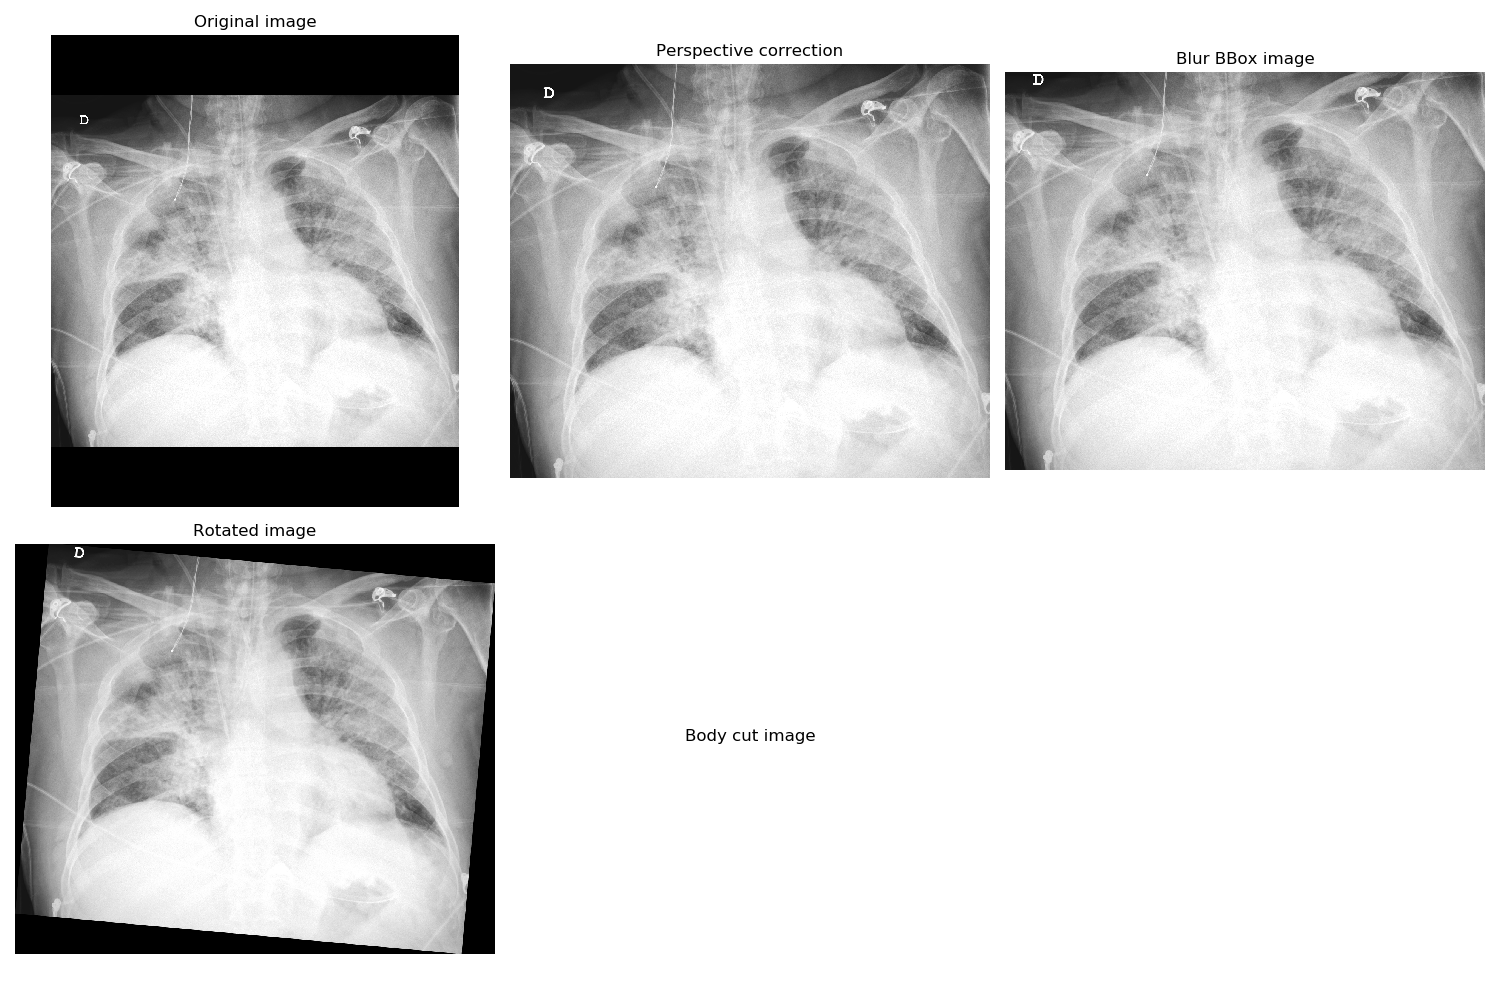 Original image
Perspective correction
Blur BBox image
D
D
D
Rotated image
D
Body cut image